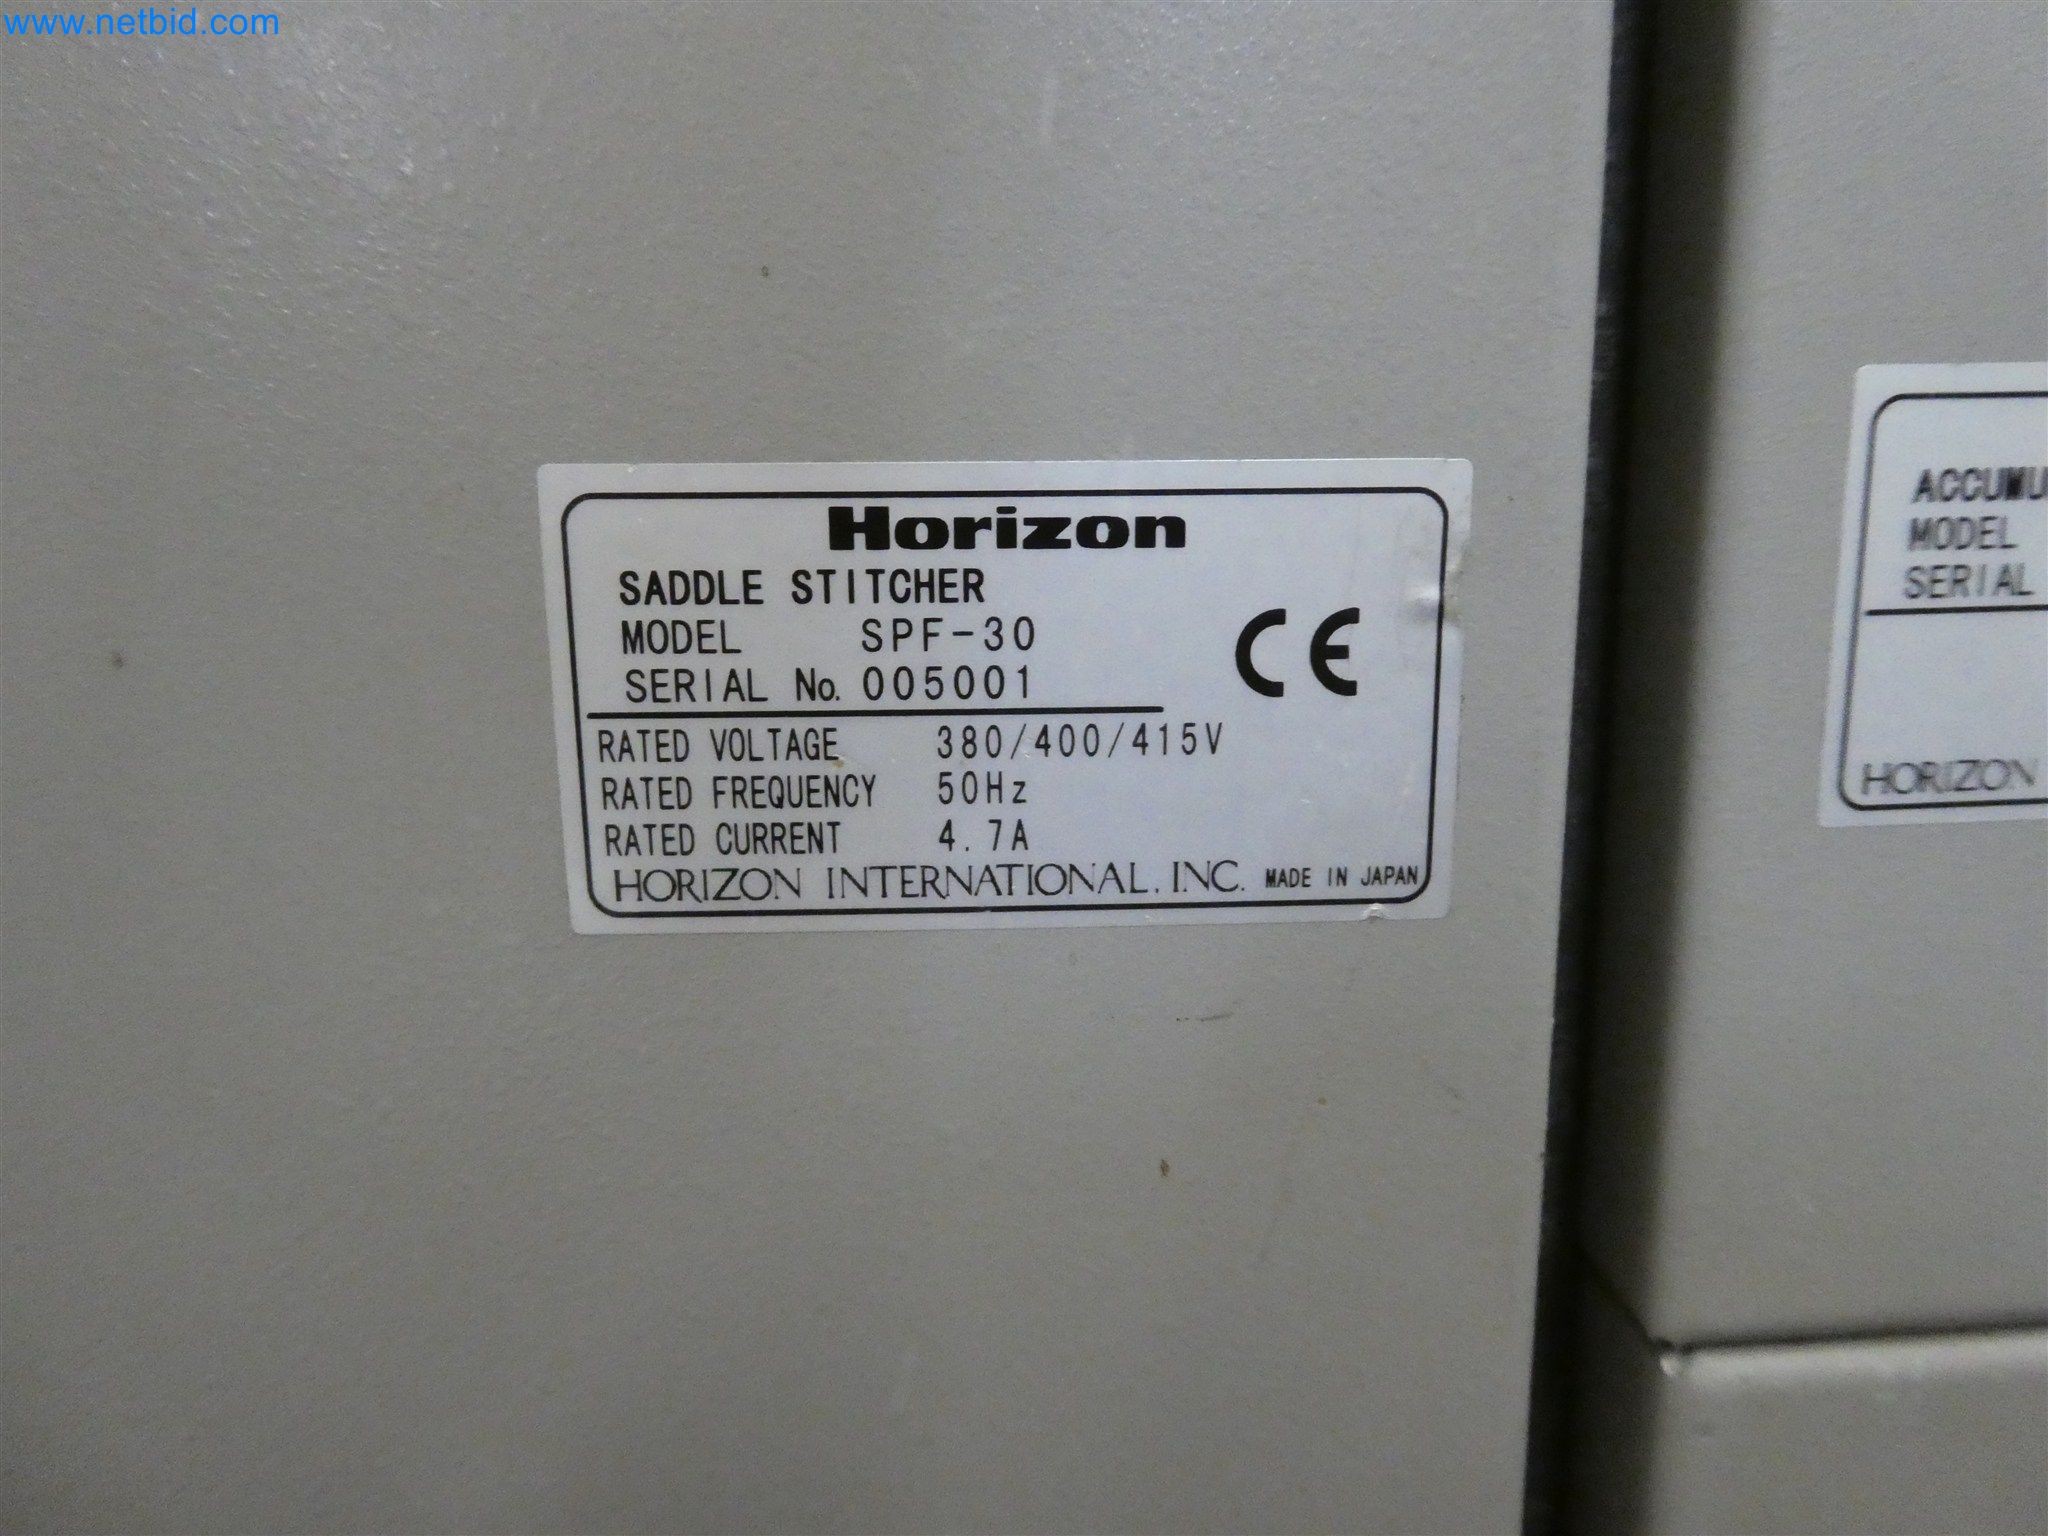 www.netbid.com
Horizon
SADDLE STITCHER
MODEL SPF-30
SERIAL No. 005001
CE
RATED VOLTAGE 380/400/415V
RATED FREQUENCY 50Hz
RATED CURRENT 4.7A
HORIZON INTERNATIONAL, INC. MADE IN JAPAN
MODEL
SERIAL
HORIZON